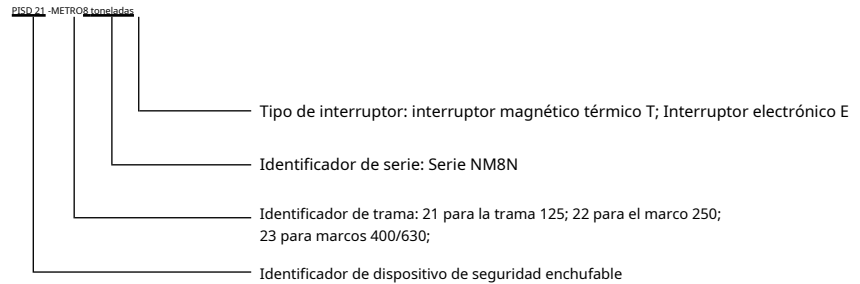 PISD 21 -METRO8 toneladas
Tipo de interruptor: interruptor magnético térmico T; Interruptor electrónico E
Identificador de serie: Serie NM8N
Identificador de trama: 21 para la trama 125; 22 para el marco 250;
23 para marcos 400/630;
Identificador de dispositivo de seguridad enchufable